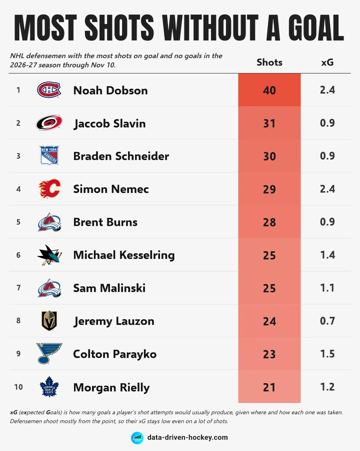 MOST SHOTS WITHOUT A GOAL
NHL defensemen with the most shots on goal and no goals in the
2026-27 season through Nov 10.
Shots xG
1 Noah Dobson 40 2.4
2 Jaccob Slavin 31 0.9
3 Braden Schneider 30 0.9
4 Simon Nemec 29 2.4
5 Brent Burns 28 0.9
6 Michael Kesselring 25 1.4
7 Sam Malinski 25 1.1
8 Jeremy Lauzon 24 0.7
9 Colton Parayko 23 1.5
10 Morgan Rielly 21 1.2
xG (expected Goals) is how many goals a player's shot attempts would usually produce, given where and how each one was taken.
Defensemen shoot mostly from the point, so their xG stays low even on a lot of shots.
data-driven-hockey.com